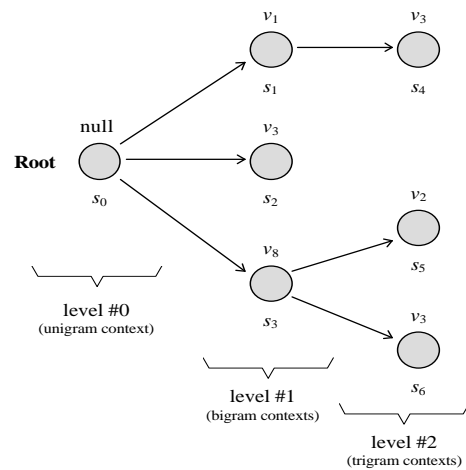 v1
v3
s1
s4
null
v3
Root
s0
s2
v2
v8
s5
s3
v3
level #0
(unigram context)
s6
level #1
(bigram contexts)
level #2
(trigram contexts)